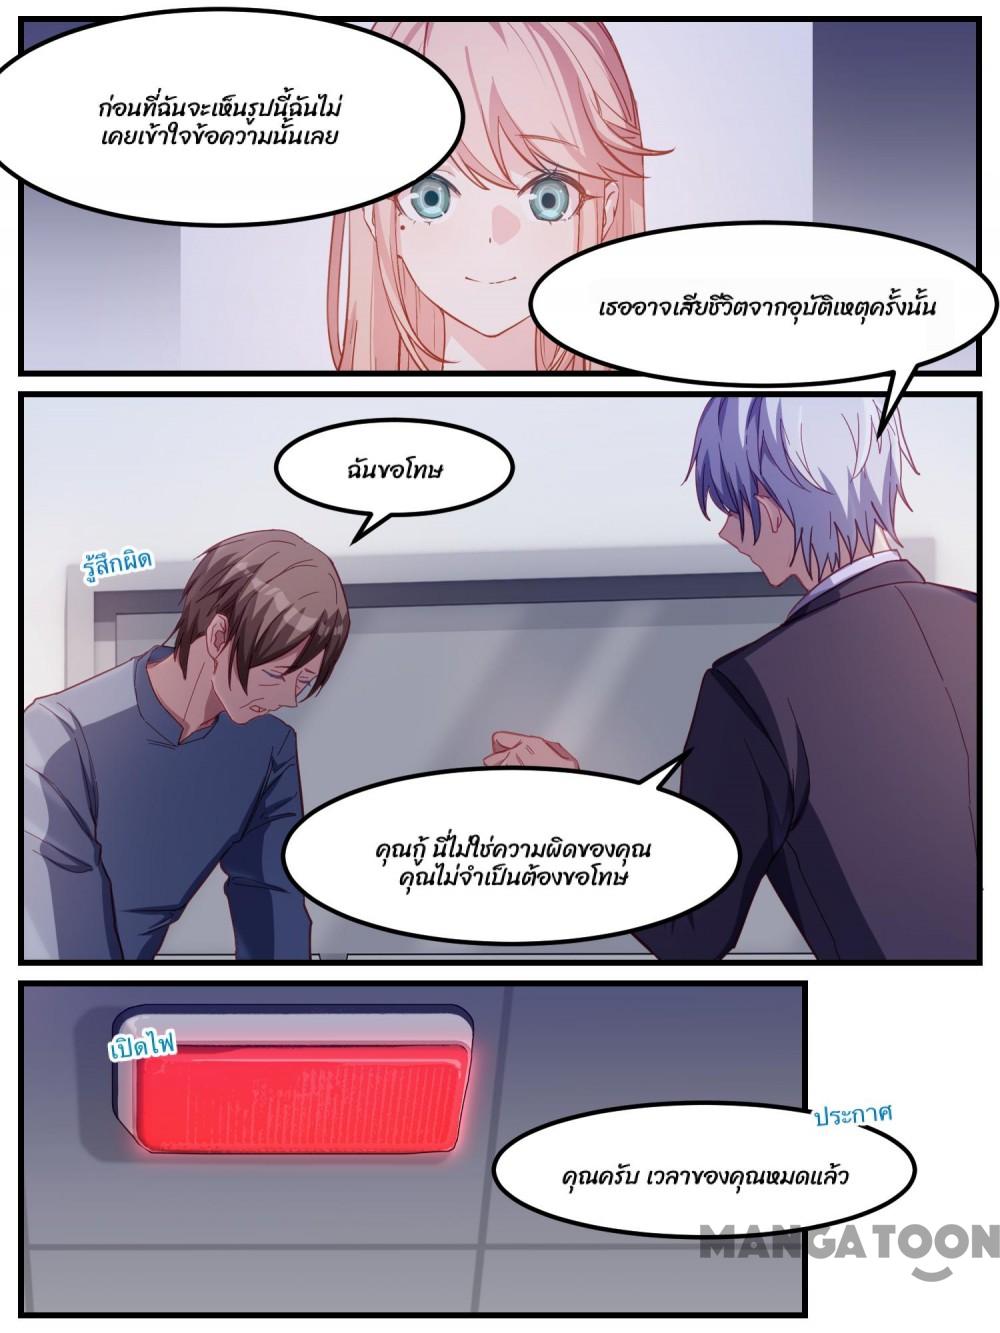 ก่อนที่ฉันจะเห็นรูปนี้ฉันไม่
เคยเข้าใจข้อความนั้นเลย
เธออาจเสียชีวิตจากอุบัติเหตุครั้งนั้น
ฉันขอโทษ
รู้สึกผิด
คุณกู้ นี่ไม่ใช่ความผิดของคุณ
คุณไม่จำเป็นต้องขอโทษ
เปิดไฟ
ประกาศ
คุณครับ เวลาของคุณหมดแล้ว
MANGATOON